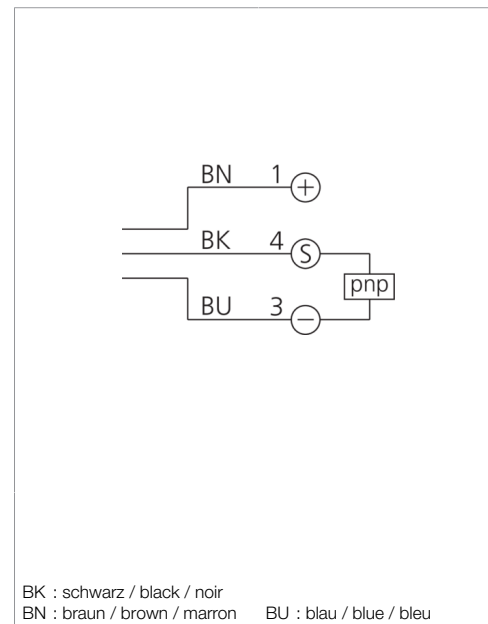 BN 1 +
BK 4 S
pnp
BU 3 −
BK : schwarz / black / noir
BN : braun / brown / marron BU : blau / blue / bleu